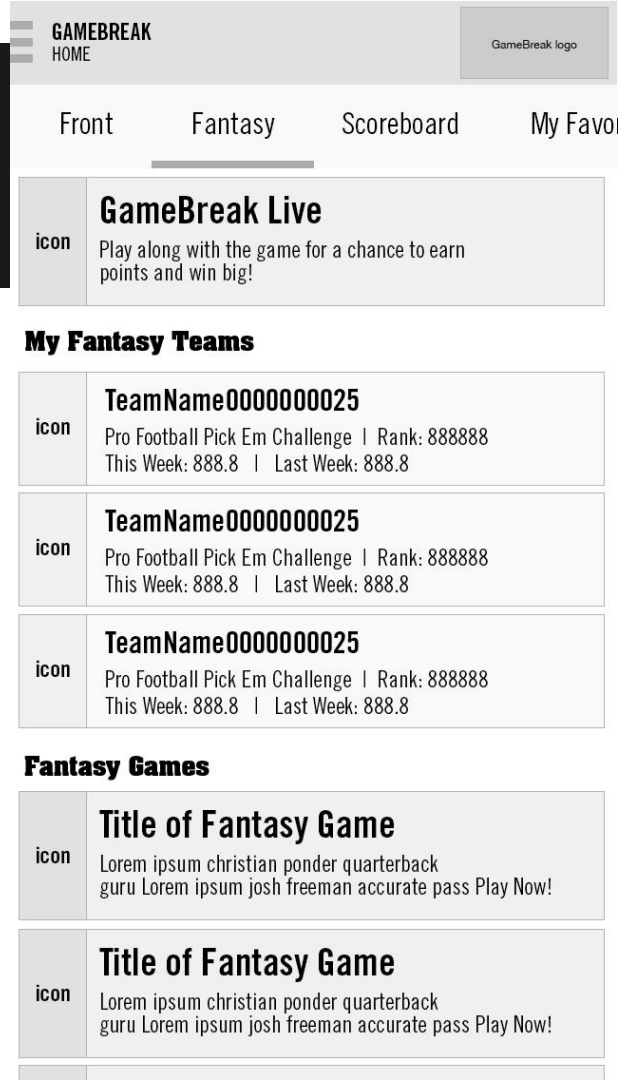 GAMEBREAK
HOME
GameBreak logo
Front Fantasy Scoreboard My Favo
GameBreak Live
icon
Play along with the game for a chance to earn
points and win big!
My Fantasy Teams
TeamName0000000025
icon
Pro Football Pick Em Challenge | Rank: 888888
This Week: 888.8 | Last Week: 888.8
TeamName0000000025
icon
Pro Football Pick Em Challenge | Rank: 888888
This Week: 888.8 | Last Week: 888.8
TeamName0000000025
icon
Pro Football Pick Em Challenge | Rank: 888888
This Week: 888.8 | Last Week: 888.8
Fantasy Games
Title of Fantasy Game
icon
Lorem ipsum christian ponder quarterback
guru Lorem ipsum josh freeman accurate pass Play Now!
Title of Fantasy Game
icon
Lorem ipsum christian ponder quarterback
guru Lorem ipsum josh freeman accurate pass Play Now!